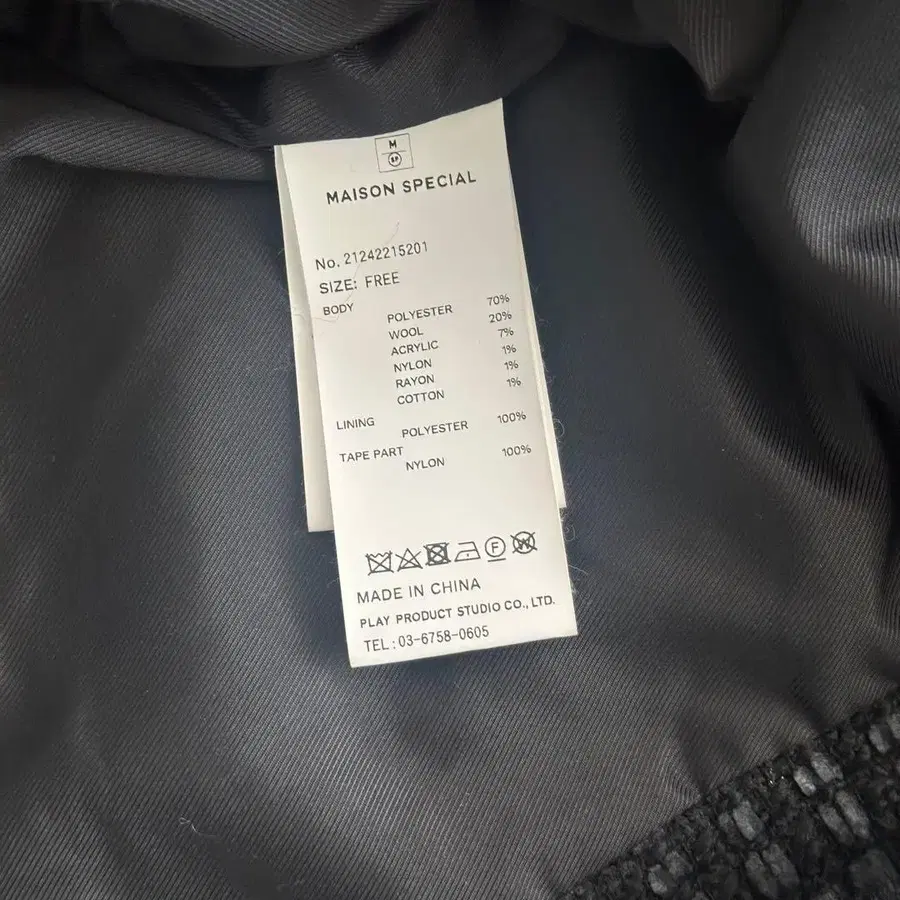 M
SP
MAISON SPECIAL
No. 21242215201
SIZE: FREE
BODY
POLYESTER 70%
WOOL 20%
ACRYLIC 7%
NYLON 1%
RAYON 1%
COTTON 1%
LINING
POLYESTER 100%
TAPE PART
NYLON 100%
F W
MADE IN CHINA
PLAY PRODUCT STUDIO CO., LTD.
TEL: 03-6758-0605